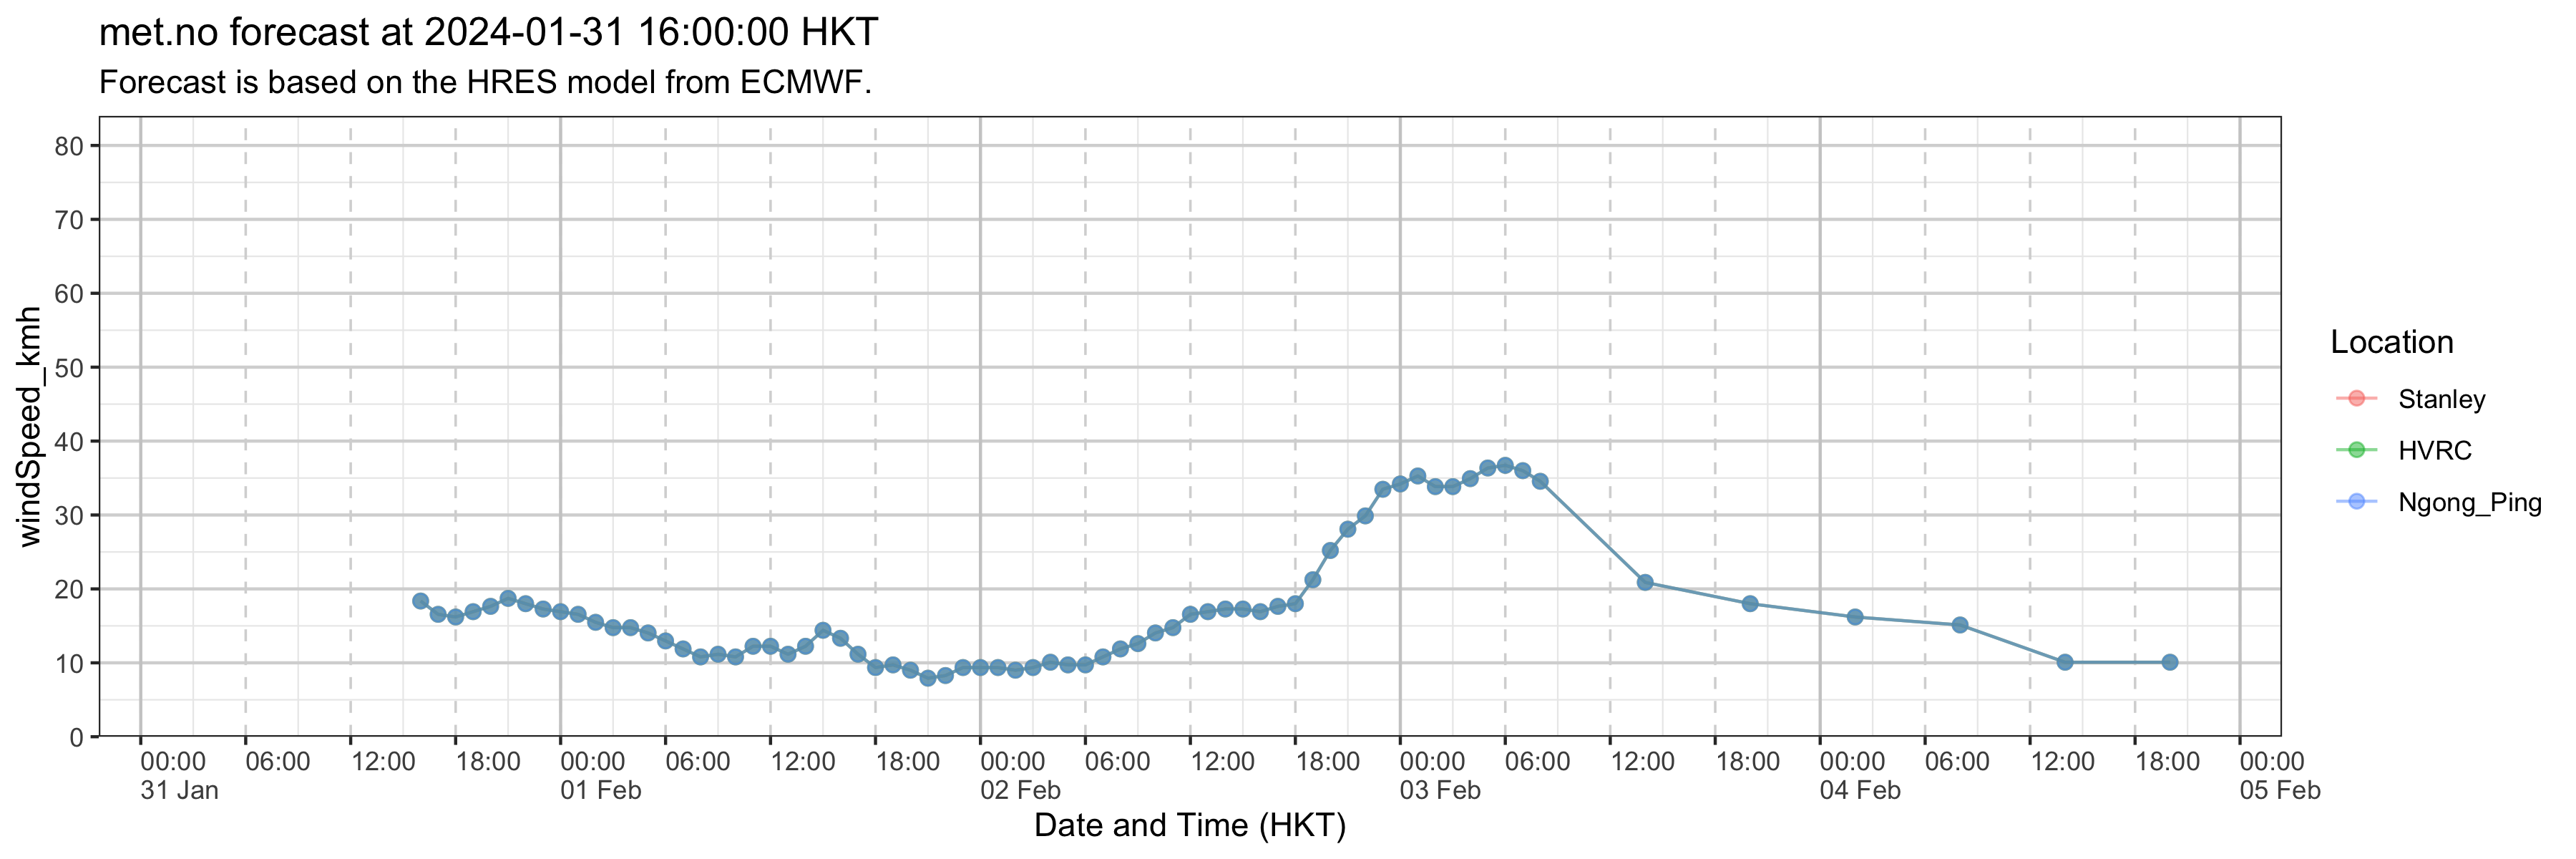 met.no forecast at 2024-01-31 16:00:00 HKT
Forecast is based on the HRES model from ECMWF.
windSpeed_kmh
80
70
60
50
40
30
20
10
0
00:00 06:00 12:00 18:00 00:00 06:00 12:00 18:00 00:00 06:00 12:00 18:00 00:00 06:00 12:00 18:00 00:00 06:00 12:00 18:00 00:00
31 Jan 01 Feb 02 Feb 03 Feb 04 Feb 05 Feb
Date and Time (HKT)
Location
Stanley
HVRC
Ngong_Ping